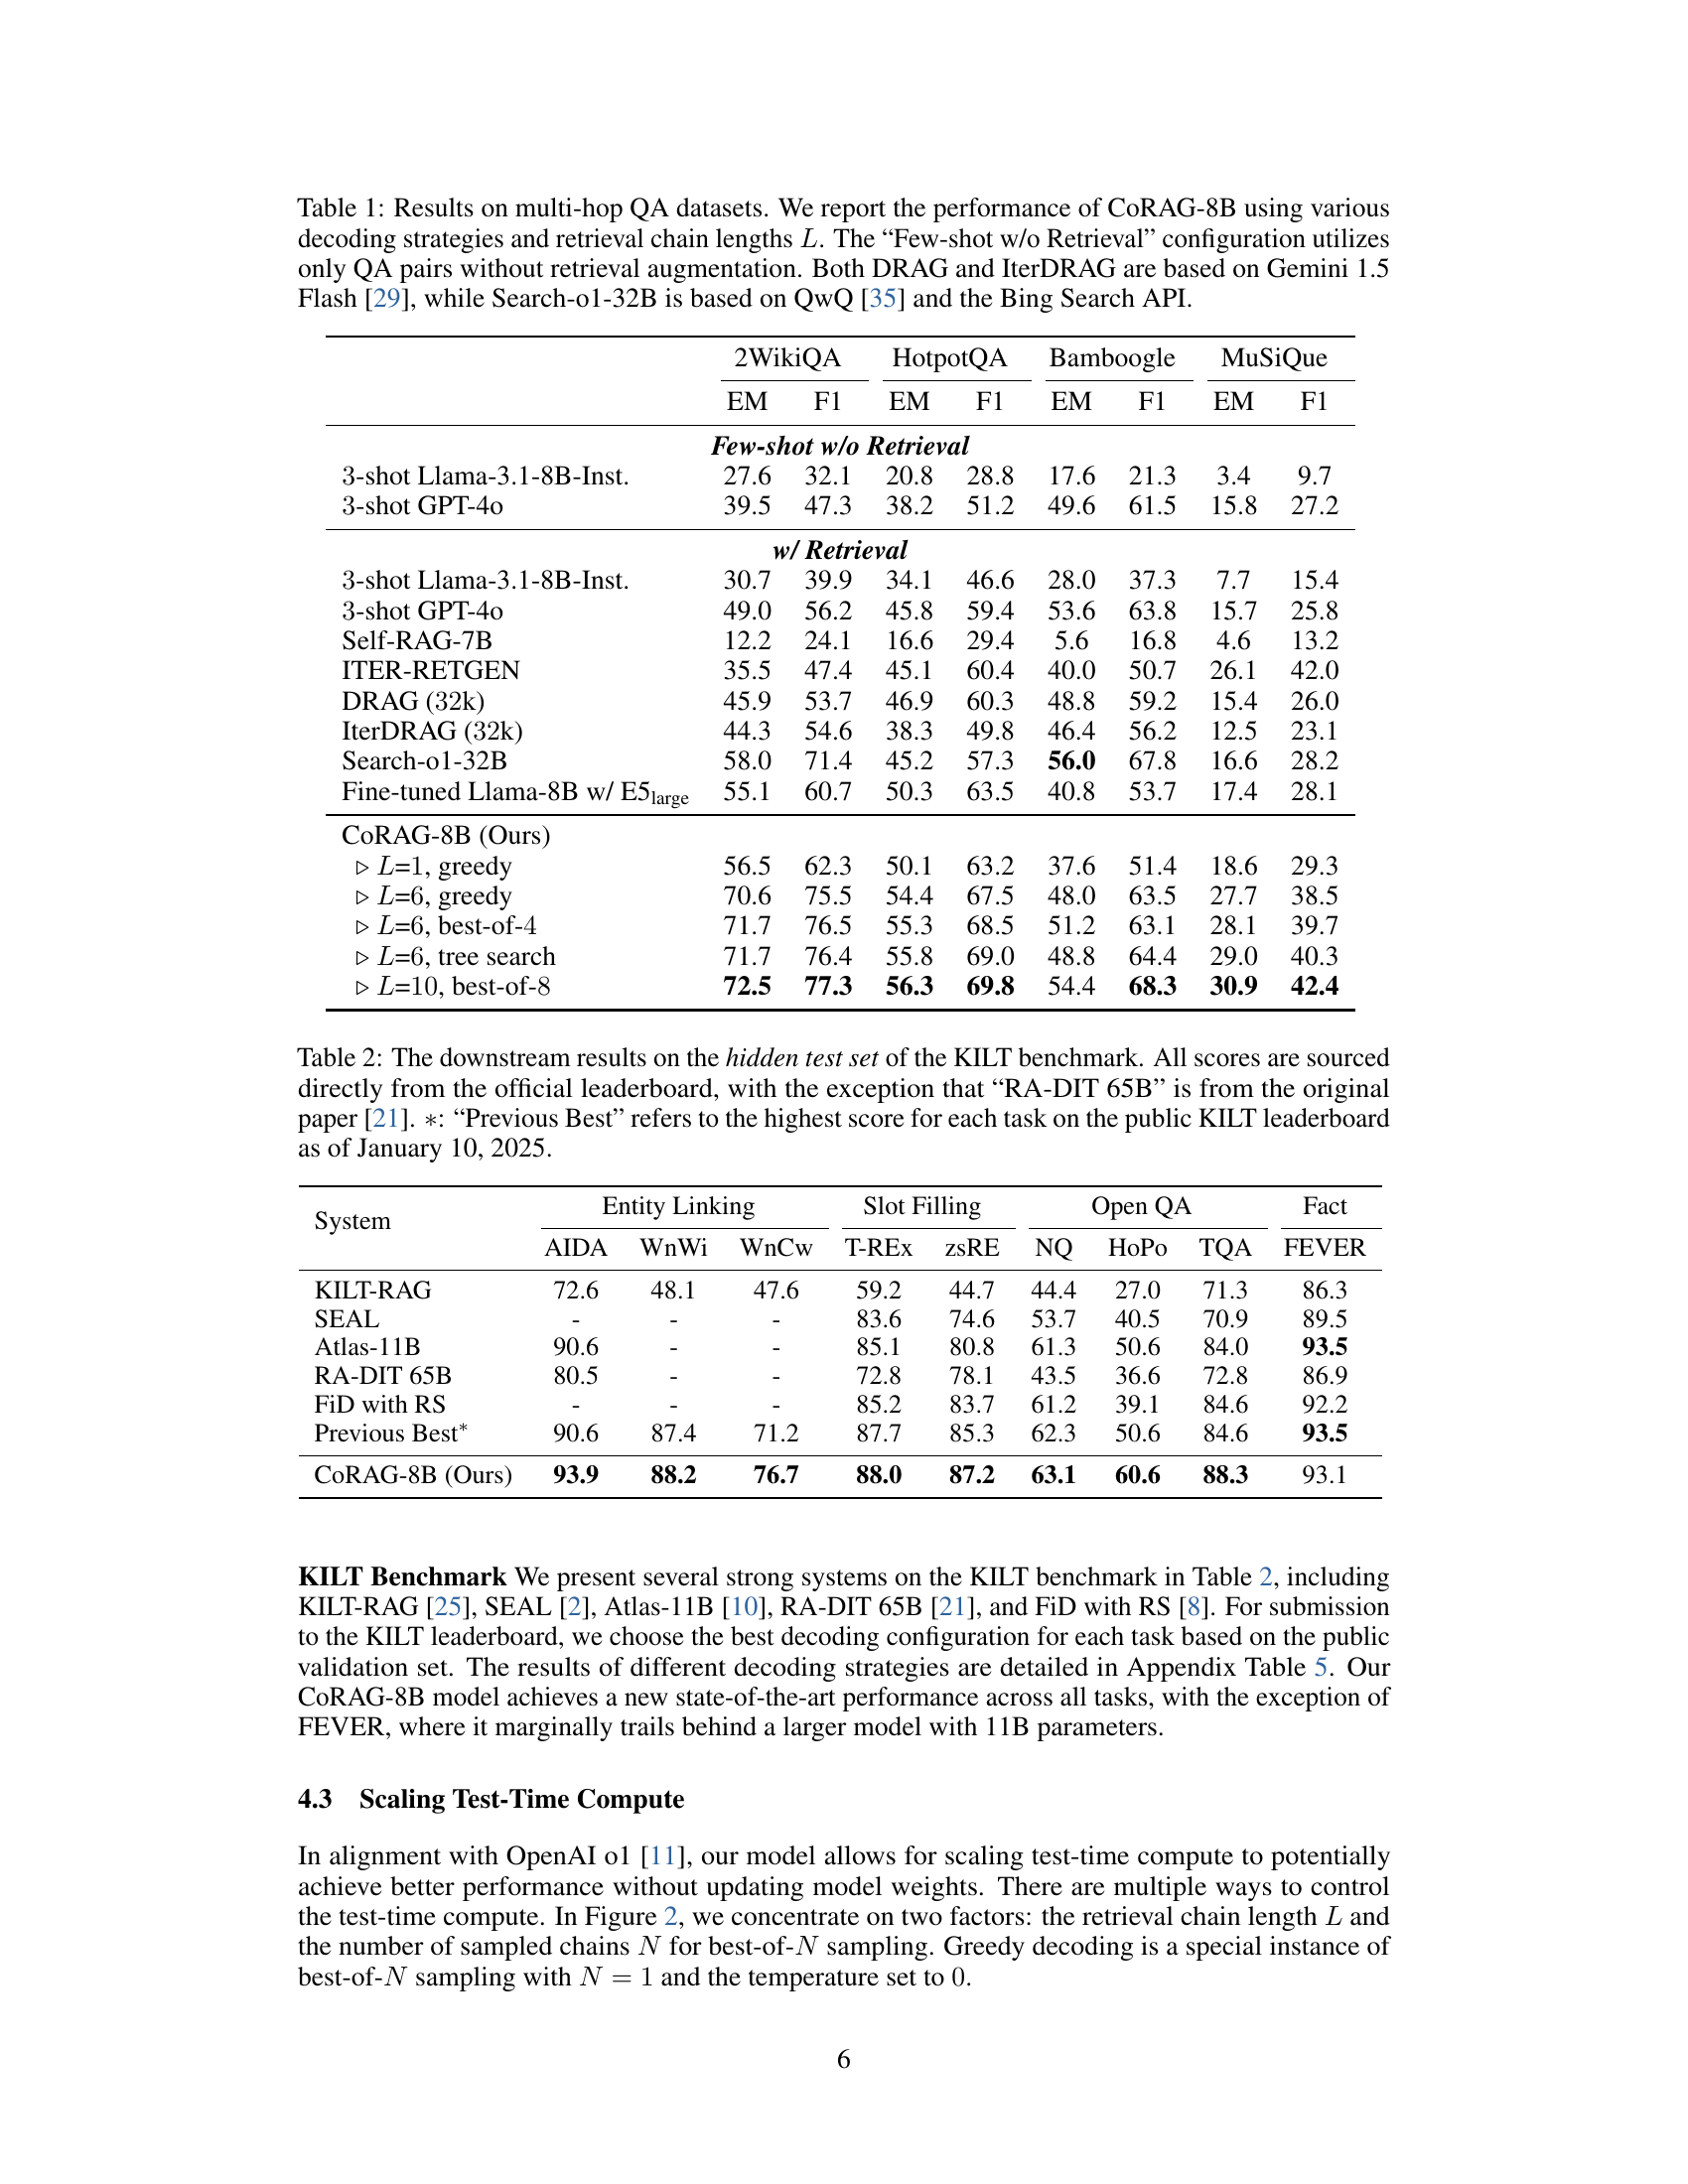 Table 1: Results on multi-hop QA datasets. We report the performance of CoRAG-8B using various
decoding strategies and retrieval chain lengths L. The “Few-shot w/o Retrieval” configuration utilizes
only QA pairs without retrieval augmentation. Both DRAG and IterDRAG are based on Gemini 1.5
Flash [29], while Search-o1-32B is based on QwQ [35] and the Bing Search API.
2WikiQA HotpotQA Bamboogle MuSiQue
EM F1 EM F1 EM F1 EM F1
Few-shot w/o Retrieval
3-shot Llama-3.1-8B-Inst. 27.6 32.1 20.8 28.8 17.6 21.3 3.4 9.7
3-shot GPT-4o 39.5 47.3 38.2 51.2 49.6 61.5 15.8 27.2
w/ Retrieval
3-shot Llama-3.1-8B-Inst. 30.7 39.9 34.1 46.6 28.0 37.3 7.7 15.4
3-shot GPT-4o 49.0 56.2 45.8 59.4 53.6 63.8 15.7 25.8
Self-RAG-7B 12.2 24.1 16.6 29.4 5.6 16.8 4.6 13.2
ITER-RETGEN 35.5 47.4 45.1 60.4 40.0 50.7 26.1 42.0
DRAG (32k) 45.9 53.7 46.9 60.3 48.8 59.2 15.4 26.0
IterDRAG (32k) 44.3 54.6 38.3 49.8 46.4 56.2 12.5 23.1
Search-o1-32B 58.0 71.4 45.2 57.3 56.0 67.8 16.6 28.2
Fine-tuned Llama-8B w/ E5large 55.1 60.7 50.3 63.5 40.8 53.7 17.4 28.1
CoRAG-8B (Ours)
▷ L=1, greedy 56.5 62.3 50.1 63.2 37.6 51.4 18.6 29.3
▷ L=6, greedy 70.6 75.5 54.4 67.5 48.0 63.5 27.7 38.5
▷ L=6, best-of-4 71.7 76.5 55.3 68.5 51.2 63.1 28.1 39.7
▷ L=6, tree search 71.7 76.4 55.8 69.0 48.8 64.4 29.0 40.3
▷ L=10, best-of-8 72.5 77.3 56.3 69.8 54.4 68.3 30.9 42.4
Table 2: The downstream results on the hidden test set of the KILT benchmark. All scores are sourced
directly from the official leaderboard, with the exception that “RA-DIT 65B” is from the original
paper [21]. ∗: “Previous Best” refers to the highest score for each task on the public KILT leaderboard
as of January 10, 2025.
System Entity Linking Slot Filling Open QA Fact
AIDA WnWi WnCw T-REx zsRE NQ HoPo TQA FEVER
KILT-RAG 72.6 48.1 47.6 59.2 44.7 44.4 27.0 71.3 86.3
SEAL - - - 83.6 74.6 53.7 40.5 70.9 89.5
Atlas-11B 90.6 - - 85.1 80.8 61.3 50.6 84.0 93.5
RA-DIT 65B 80.5 - - 72.8 78.1 43.5 36.6 72.8 86.9
FiD with RS - - - 85.2 83.7 61.2 39.1 84.6 92.2
Previous Best∗ 90.6 87.4 71.2 87.7 85.3 62.3 50.6 84.6 93.5
CoRAG-8B (Ours) 93.9 88.2 76.7 88.0 87.2 63.1 60.6 88.3 93.1
KILT Benchmark We present several strong systems on the KILT benchmark in Table 2, including
KILT-RAG [25], SEAL [2], Atlas-11B [10], RA-DIT 65B [21], and FiD with RS [8]. For submission
to the KILT leaderboard, we choose the best decoding configuration for each task based on the public
validation set. The results of different decoding strategies are detailed in Appendix Table 5. Our
CoRAG-8B model achieves a new state-of-the-art performance across all tasks, with the exception of
FEVER, where it marginally trails behind a larger model with 11B parameters.
4.3 Scaling Test-Time Compute
In alignment with OpenAI o1 [11], our model allows for scaling test-time compute to potentially
achieve better performance without updating model weights. There are multiple ways to control
the test-time compute. In Figure 2, we concentrate on two factors: the retrieval chain length L and
the number of sampled chains N for best-of-N sampling. Greedy decoding is a special instance of
best-of-N sampling with N = 1 and the temperature set to 0.
6